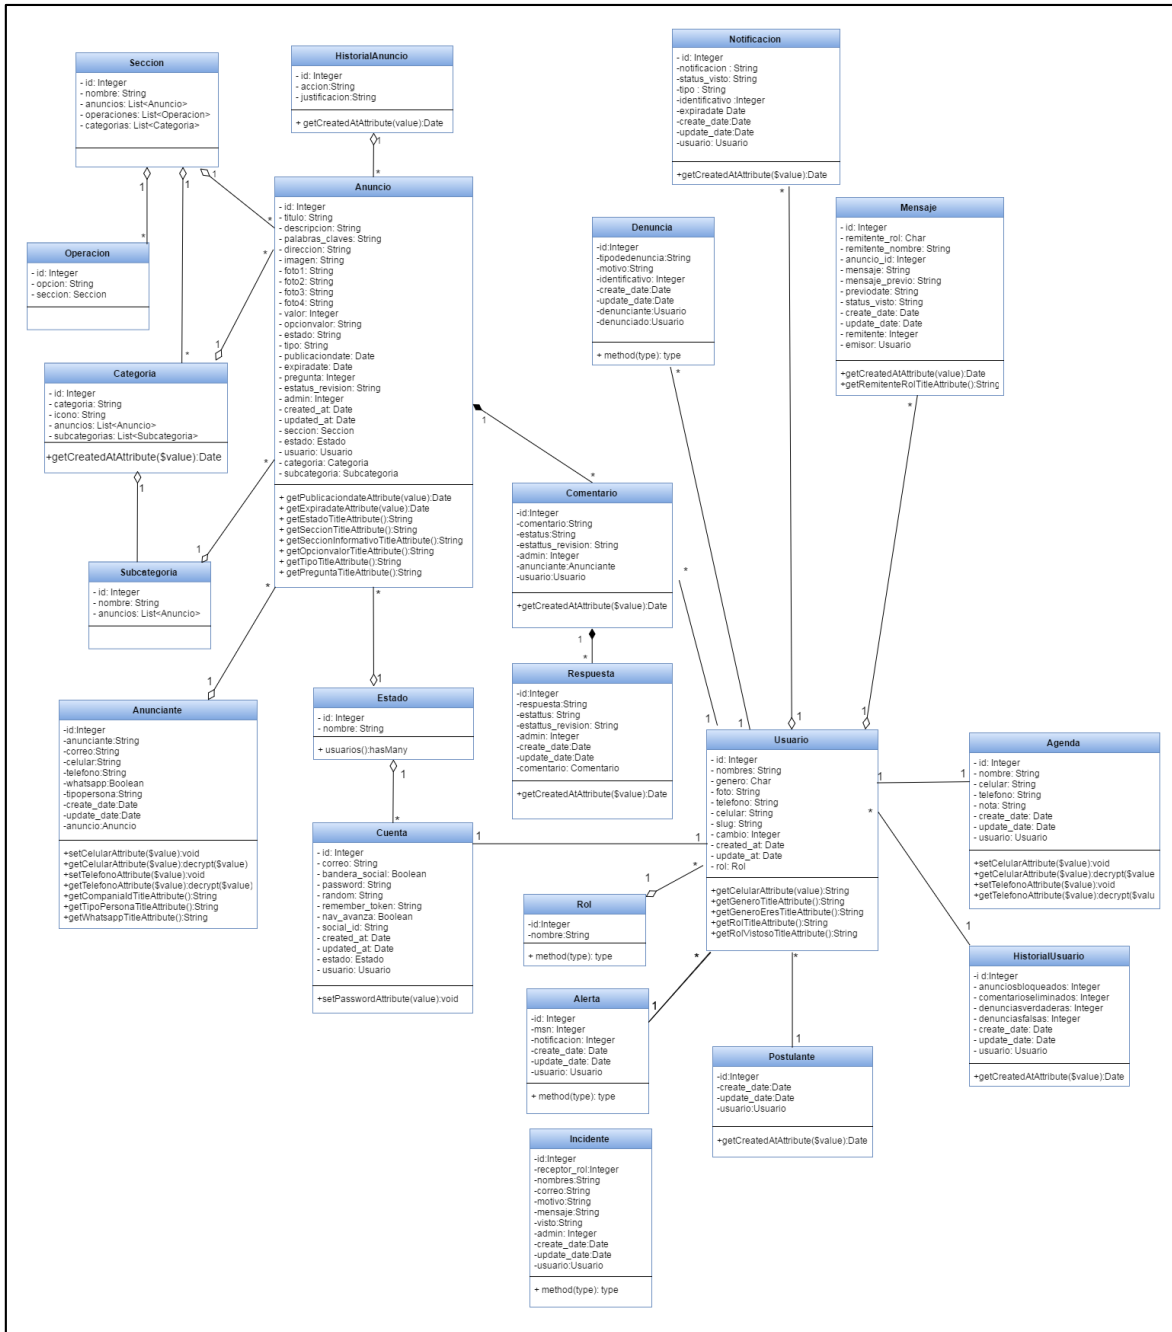 Seccion
- id: Integer
- nombre: String
- anuncios: List<Anuncio>
- operaciones: List<Operacion>
- categorias: List<Categoria>
1
1
1
HistorialAnuncio
- id: Integer
- accion:String
- justificacion:String
+ getCreatedAtAttribute(value):Date
1
*
Notificacion
- id: Integer
-notificacion : String
-status_visto: String
-tipo : String
-identificativo :Integer
-expiradate Date
-create_date:Date
-update_date:Date
-usuario: Usuario
+getCreatedAtAttribute($value):Date
*
Anuncio
- id: Integer
- titulo: String
- descripcion: String
- palabras_claves: String
- direccion: String
- imagen: String
- foto1: String
- foto2: String
- foto3: String
- foto4: String
- valor: Integer
- opcionvalor: String
- estado: String
- tipo: String
- publicaciondate: Date
- expiradate: Date
- pregunta: Integer
- estatus_revision: String
- admin: Integer
- created_at: Date
- updated_at: Date
- seccion: Seccion
- estado: Estado
- usuario: Usuario
- categoria: Categoria
- subcategoria: Subcategoria
+ getPublicaciondateAttribute(value):Date
+ getExpiradateAttribute(value):Date
+ getEstadoTitleAttribute():String
+ getSeccionTitleAttribute():String
+ getSeccionInformativoTitleAttribute():String
+ getOpcionvalorTitleAttribute():String
+ getTipoTitleAttribute():String
+ getPreguntaTitleAttribute():String
*
*
*
*
*
1
Denuncia
-id:Integer
-tipodedenuncia:String
-motivo:String
-identificativo: Integer
-create_date:Date
-update_date:Date
-denunciante:Usuario
-denunciado:Usuario
+ method(type): type
*
Mensaje
- id: Integer
- remitente_rol: Char
- remitente_nombre: String
- anuncio_id: Integer
- mensaje: String
- mensaje_previo: String
- previodate: String
- status_visto: String
- create_date: Date
- update_date: Date
- remitente: Integer
- emisor: Usuario
+getCreatedAtAttribute(value):Date
+getRemitenteRolTitleAttribute():String
*
*
Operacion
- id: Integer
- opcion: String
- seccion: Seccion
*
1
Categoria
- id: Integer
- categoria: String
- icono: String
- anuncios: List<Anuncio>
- subcategorias: List<Subcategoria>
+getCreatedAtAttribute($value):Date
1
1
Subcategoria
- id: Integer
- nombre: String
- anuncios: List<Anuncio>
*
Comentario
-id:Integer
-comentario:String
-estatus:String
-estattus_revision: String
-admin: Integer
-anunciante:Anunciante
-usuario:Usuario
+getCreatedAtAttribute($value):Date
*
1
*
Respuesta
-id:Integer
-respuesta:String
-estattus: String
-estattus_revision: String
-admin: Integer
-create_date:Date
-update_date:Date
-comentario: Comentario
+getCreatedAtAttribute($value):Date
1
Anunciante
-id:Integer
-anunciante:String
-correo:String
-celular:String
-telefono:String
-whatsapp:Boolean
-tipopersona:String
-create_date:Date
-update_date:Date
-anuncio:Anuncio
+setCelularAttribute($value):void
+getCelularAttribute($value):decrypt($value)
+setTelefonoAttribute($value):void
+getTelefonoAttribute($value):decrypt($value)
+getCompaniaIdTitleAttribute():String
+getTipoPersonaTitleAttribute():String
+getWhatsappTitleAttribute():String
1
Estado
- id: Integer
- nombre: String
+ usuarios():hasMany
1
*
Cuenta
- id: Integer
- correo: String
- bandera_social: Boolean
- password: String
- random: String
- remember_token: String
- nav_avanza: Boolean
- social_id: String
- created_at: Date
- updated_at: Date
- estado: Estado
- usuario: Usuario
+setPasswordAttribute(value):void
1
1
1
1
1
1
Usuario
- id: Integer
- nombres: String
- genero: Char
- foto: String
- telefono: String
- celular: String
- slug: String
- cambio: Integer
- created_at: Date
- update_at: Date
- rol: Rol
+getCelularAttribute(value):String
+getGeneroTitleAttribute():String
+getGeneroEresTitleAttribute():String
+getRolTitleAttribute():String
+getRolVistosoTitleAttribute():String
1
1
*
*
*
*
Agenda
- id: Integer
- nombre: String
- celular: String
- telefono: String
- nota: String
- create_date: Date
- update_date: Date
- usuario: Usuario
+setCelularAttribute($value):void
+getCelularAttribute($value):decrypt($value
+setTelefonoAttribute($value):void
+getTelefonoAttribute($value):decrypt($valu
1
Rol
-id:Integer
-nombre:String
+ method(type): type
1
HistorialUsuario
-i d:Integer
- anunciosbloqueados: Integer
- comentarioseliminados: Integer
- denunciasverdaderas: Integer
- denunciasfalsas: Integer
- create_date: Date
- update_date: Date
- usuario: Usuario
+getCreatedAtAttribute($value):Date
Alerta
-id: Integer
-msn: Integer
-notificacion: Integer
-create_date: Date
-update_date: Date
-usuario: Usuario
+ method(type): type
1
1
Postulante
-id:Integer
-create_date:Date
-update_date:Date
-usuario:Usuario
+getCreatedAtAttribute($value):Date
Incidente
-id:Integer
-receptor_rol:Integer
-nombres:String
-correo:String
-motivo:String
-mensaje:String
-visto:String
-admin: Integer
-create_date:Date
-update_date:Date
-usuario:Usuario
+ method(type): type